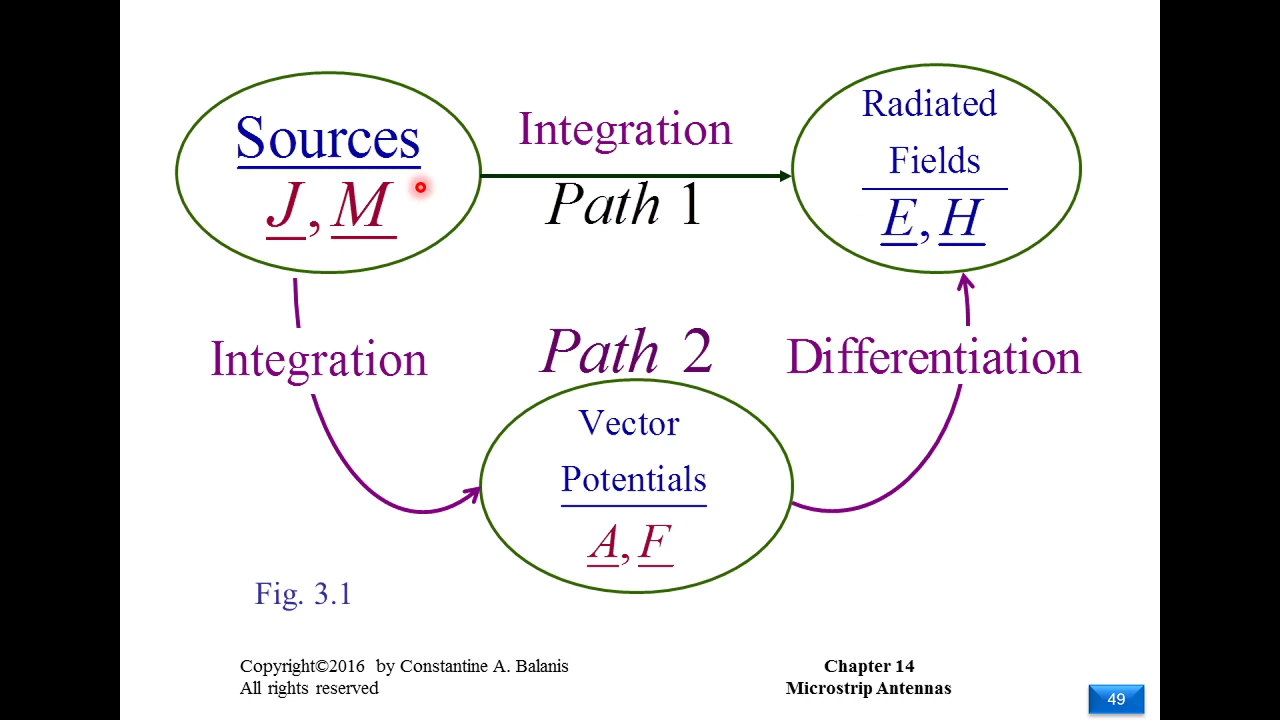 Sources
J, M
Integration
Path 1
Radiated
Fields
E, H
Integration
Path 2
Differentiation
Vector
Potentials
A, F
Fig. 3.1
Copyright©2016 by Constantine A. Balanis
All rights reserved
Chapter 14
Microstrip Antennas
49